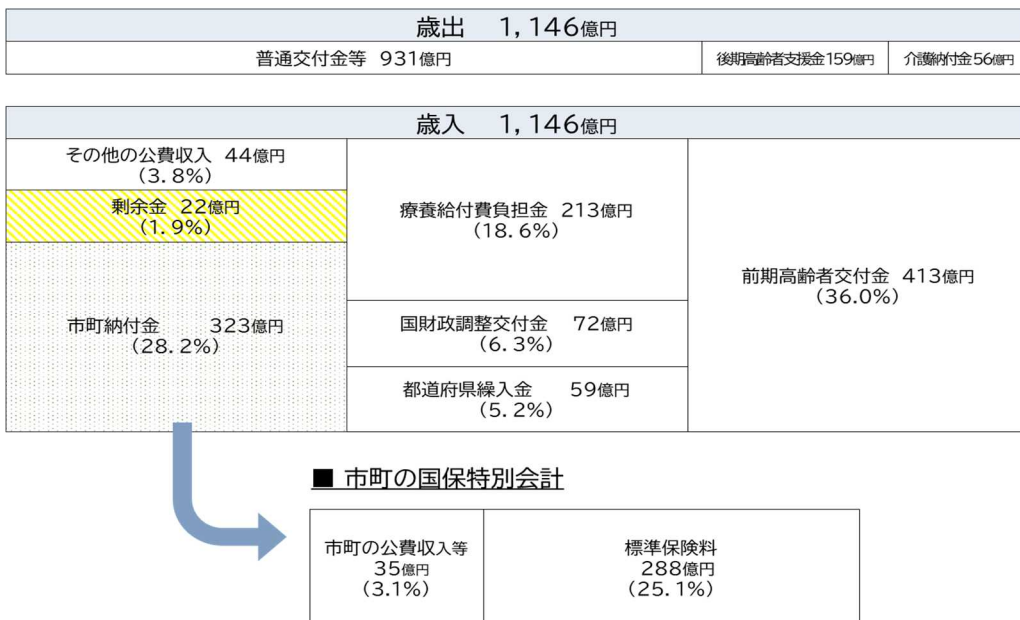 歳出 1,146億円
普通交付金等 931億円
後期高齢者支援金159億円
介護納付金56億円
歳入 1,146億円
その他の公費収入 44億円
(3.8%)
剰余金 22億円
(1.9%)
市町納付金 323億円
(28.2%)
療養給付費負担金 213億円
(18.6%)
国財政調整交付金 72億円
(6.3%)
都道府県繰入金 59億円
(5.2%)
前期高齢者交付金 413億円
(36.0%)
■ 市町の国保特別会計
市町の公費収入等
35億円
(3.1%)
標準保険料
288億円
(25.1%)